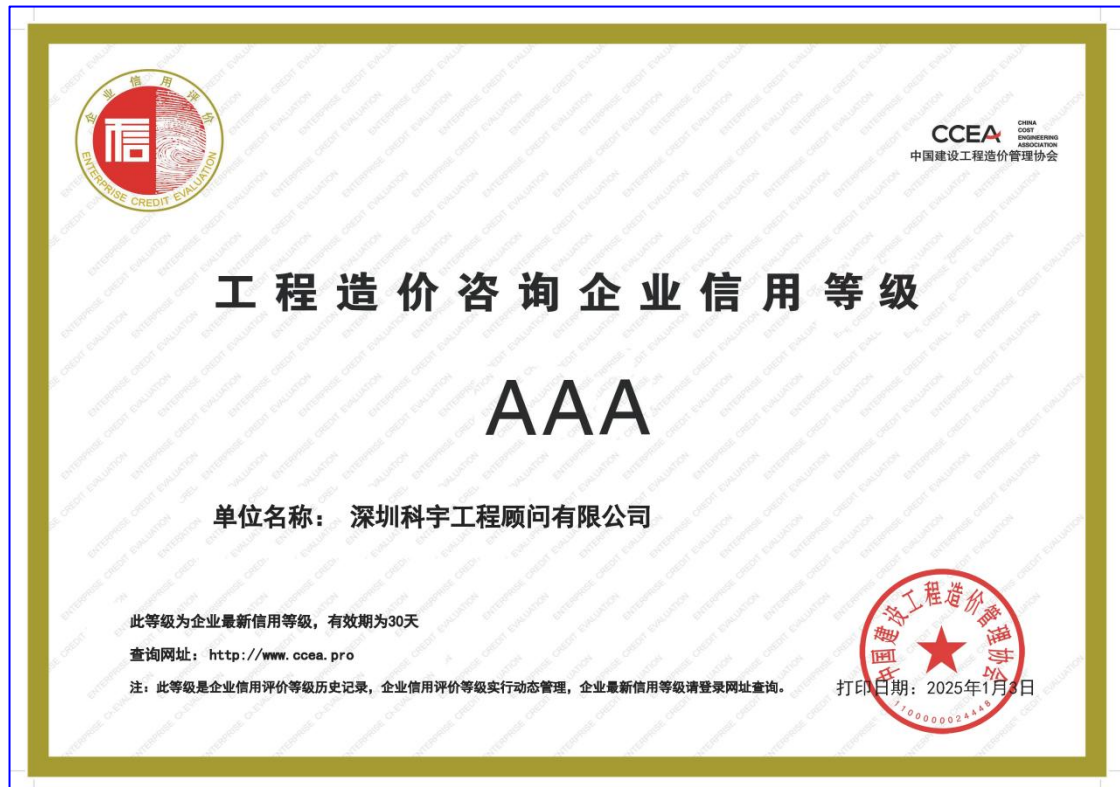 企业信用评价
信
ENTERPRISE CREDIT EVALUATION
CCEA
CHINA
COST
ENGINEERING
ASSOCIATION
中国建设工程造价管理协会
工程造价咨询企业信用等级
AAA
单位名称： 深圳科宇工程顾问有限公司
此等级为企业最新信用等级，有效期为30天
查询网址：http://www.ccea.pro
注：此等级是企业信用评价等级历史记录，企业信用评价等级实行动态管理，企业最新信用等级请登录网址查询。
中国建设工程造价管理协会
打印日期：2025年1月3日
1100000024448